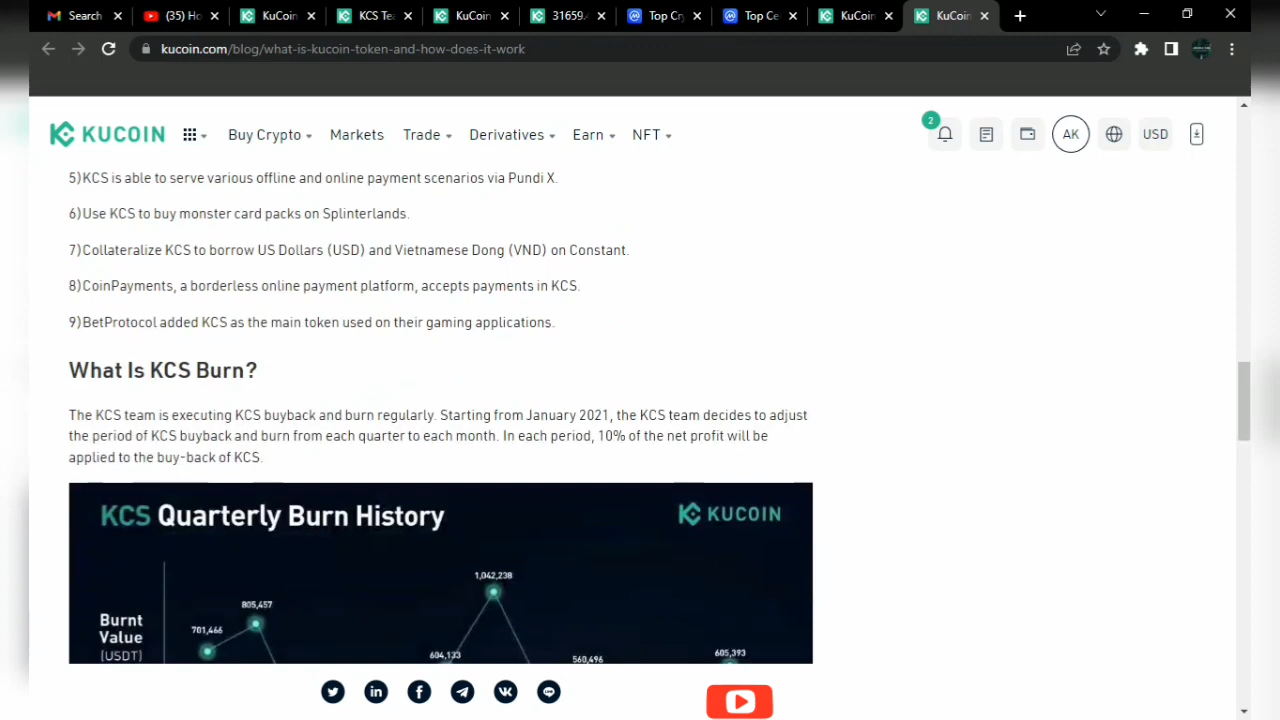 Search
(35) Ho
KuCoin
KCS Te
KuCoin
31659.
Top Cr
Top Ce
KuCoin
KuCoin
kucoin.com/blog/what-is-kucoin-token-and-how-does-it-work
KUCOIN
Buy Crypto
Markets
Trade
Derivatives
Earn
NFT
2
AK
USD
5)KCS is able to serve various offline and online payment scenarios via Pundi X.
6)Use KCS to buy monster card packs on Splinterlands.
7)Collateralize KCS to borrow US Dollars (USD) and Vietnamese Dong (VND) on Constant.
8)CoinPayments, a borderless online payment platform, accepts payments in KCS.
9)BetProtocol added KCS as the main token used on their gaming applications.
What Is KCS Burn?
The KCS team is executing KCS buyback and burn regularly. Starting from January 2021, the KCS team decides to adjust
the period of KCS buyback and burn from each quarter to each month. In each period, 10% of the net profit will be
applied to the buy-back of KCS.
KCS Quarterly Burn History
KUCOIN
1,042,238
805,457
701,466
Burnt
Value
(USDT)
604,133
560,496
605,393